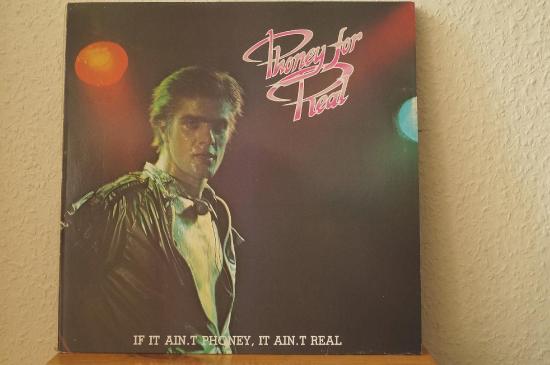 Phoney for
Real
IF IT AIN.T PHONEY, IT AIN.T REAL